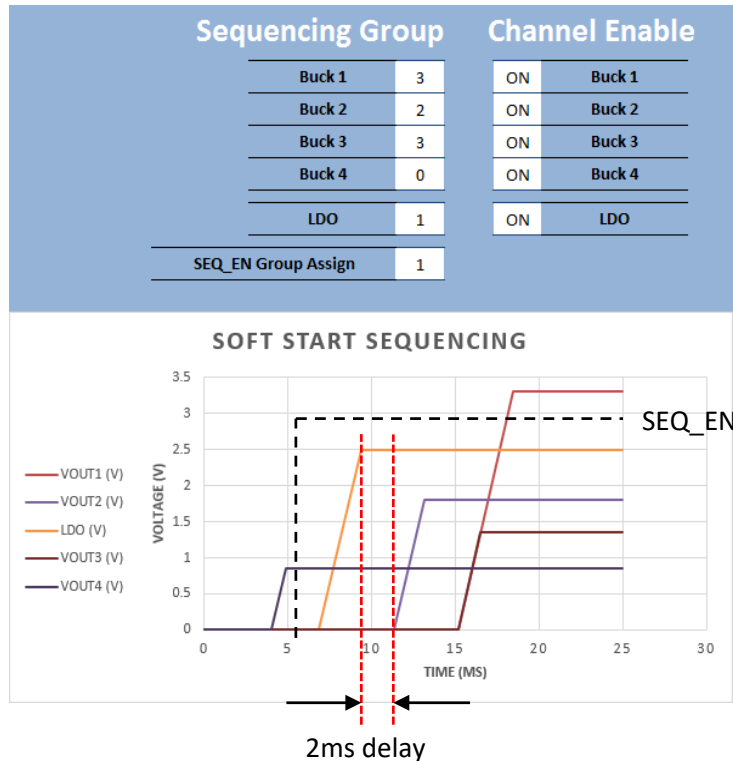 Sequencing Group Channel Enable
Buck 1 3 ON Buck 1
Buck 2 2 ON Buck 2
Buck 3 3 ON Buck 3
Buck 4 0 ON Buck 4
LDO 1 ON LDO
SEQ_EN Group Assign 1
SOFT START SEQUENCING
3.5
3
2.5
2
1.5
1
0.5
0
VOLTAGE (V)
SEQ_EN
VOUT1 (V)
VOUT2 (V)
LDO (V)
VOUT3 (V)
VOUT4 (V)
0 5 10 15 20 25 30
TIME (MS)
2ms delay